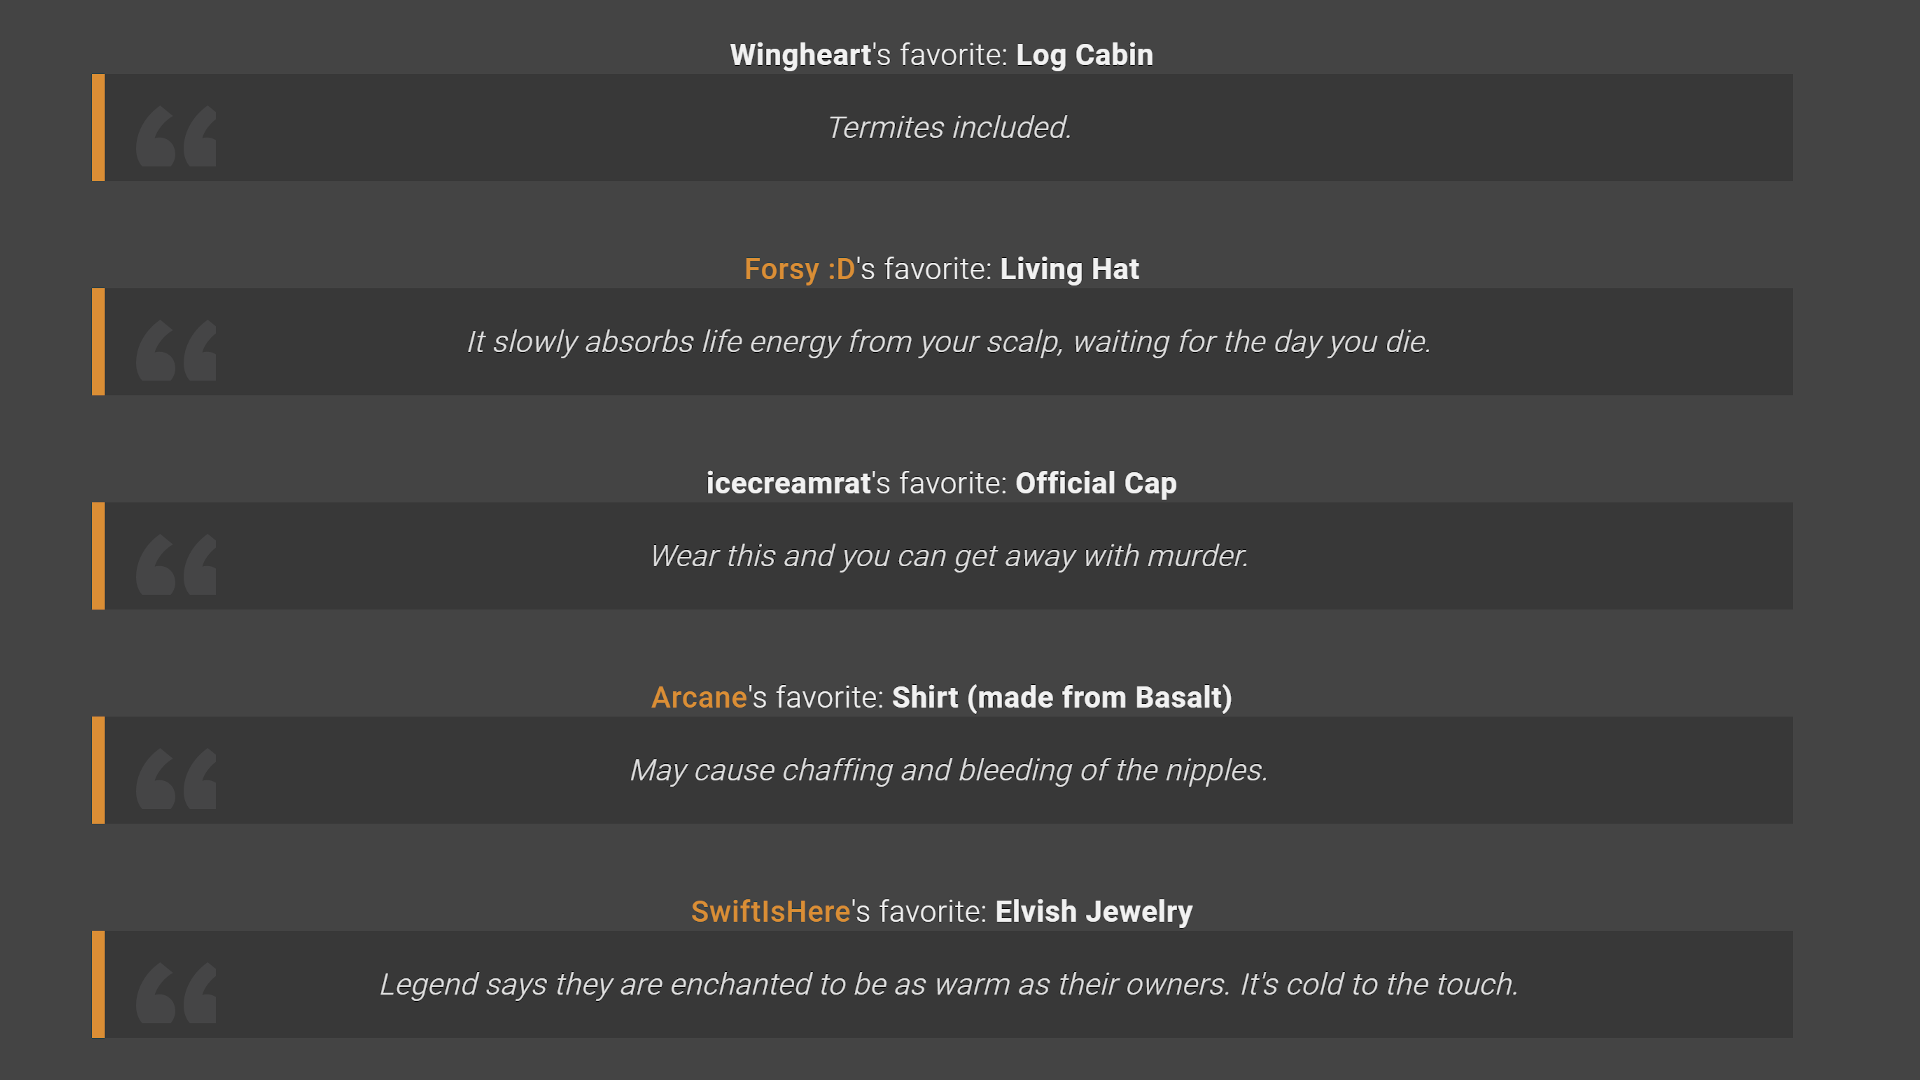 Wingheart's favorite: Log Cabin
Termites included.
Forsy :D's favorite: Living Hat
It slowly absorbs life energy from your scalp, waiting for the day you die.
icecreamrat's favorite: Official Cap
Wear this and you can get away with murder.
Arcane's favorite: Shirt (made from Basalt)
May cause chaffing and bleeding of the nipples.
SwiftIsHere's favorite: Elvish Jewelry
Legend says they are enchanted to be as warm as their owners. It's cold to the touch.